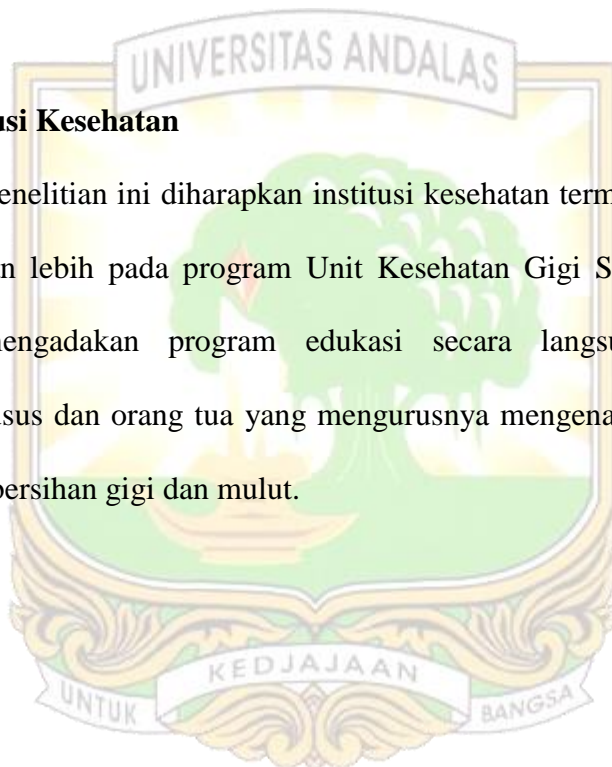 UNIVERSITAS ANDALAS
usi Kesehatan
enelitian ini diharapkan institusi kesehatan term
n lebih pada program Unit Kesehatan Gigi S
engadakan program edukasi secara langsu
usus dan orang tua yang mengurusnya mengena
bersihan gigi dan mulut.
UNTUK KEDJAJAAN BANGSA